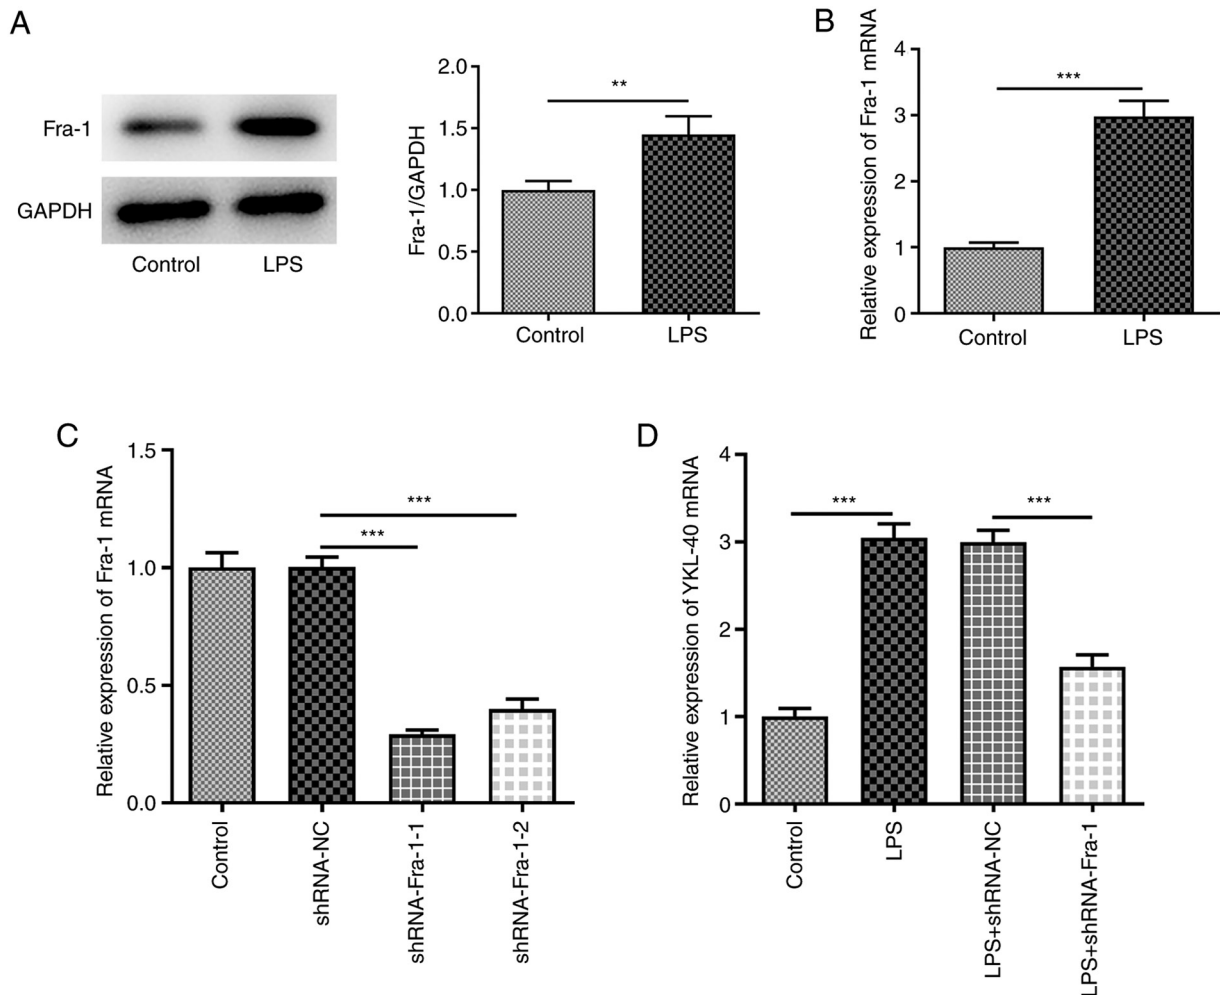 A
Fra-1
GAPDH
Control
LPS
Fra-1/GAPDH
2.0
1.5
1.0
0.5
0.0
**
Control
LPS
B
Relative expression of Fra-1 mRNA
4
3
2
1
0
***
Control
LPS
C
Relative expression of Fra-1 mRNA
1.5
1.0
0.5
0.0
***
***
Control
shRNA-NC
shRNA-Fra-1-1
shRNA-Fra-1-2
D
Relative expression of YKL-40 mRNA
4
3
2
1
0
***
***
Control
LPS
LPS+shRNA-NC
LPS+shRNA-Fra-1